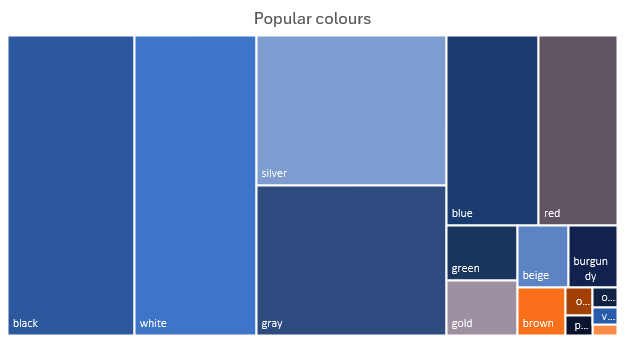 Popular colours
silver
blue
red
green
beige
burgun
dy
black
white
gray
gold
brown
o...
p...
o...
v...